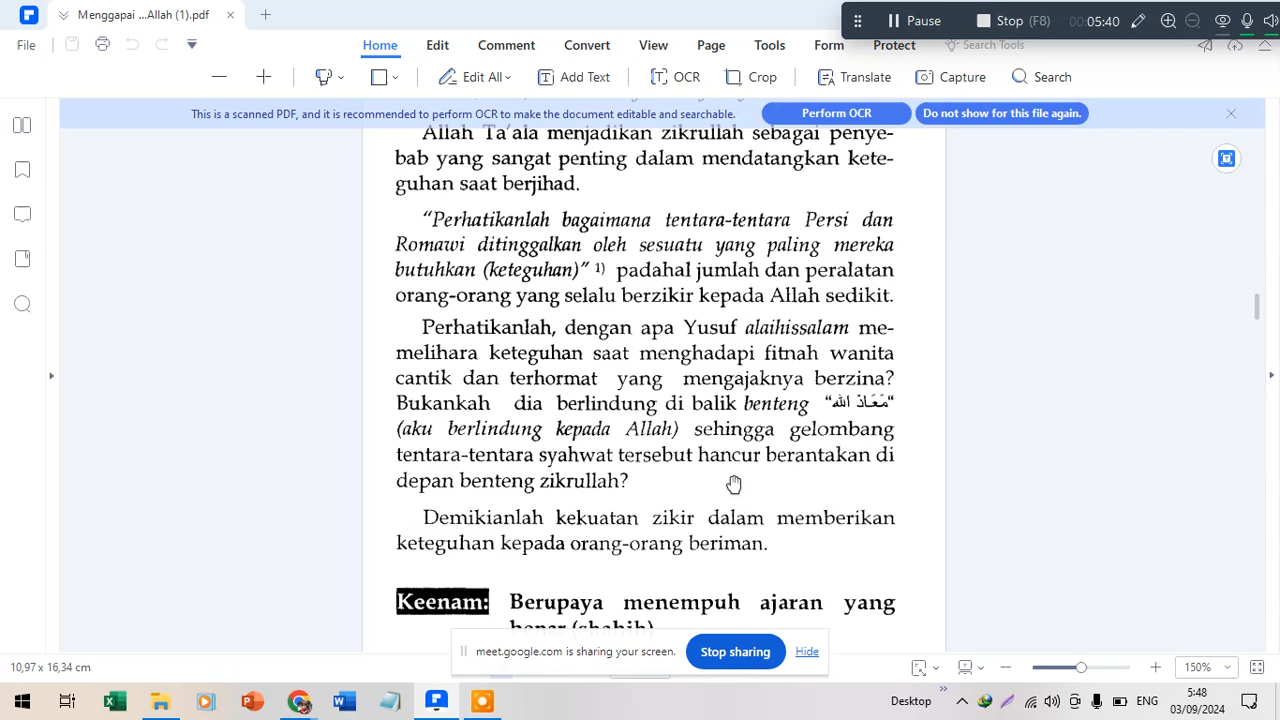 Menggapai ...Allah (1).pdf
Pause
Stop (F8)
00:05:40
File
Home
Edit
Comment
Convert
View
Page
Tools
Form
Protect
Search Tools
Edit All
Add Text
OCR
Crop
Translate
Capture
Search
This is a scanned PDF, and it is recommended to perform OCR to make the document editable and searchable.
Perform OCR
Do not show for this file again.
Allah Ta’ala menjadikan zikrullah sebagai penye-
bab yang sangat penting dalam mendatangkan kete-
guhan saat berjihad.
“Perhatikanlah bagaimana tentara-tentara Persi dan
Romawi ditinggalkan oleh sesuatu yang paling mereka
butuhkan (keteguhan)” 1) padahal jumlah dan peralatan
orang-orang yang selalu berzikir kepada Allah sedikit.
Perhatikanlah, dengan apa Yusuf alaihissalam me-
melihara keteguhan saat menghadapi fitnah wanita
cantik dan terhormat yang mengajaknya berzina?
Bukankah dia berlindung di balik benteng “مَعَاذَ الله“
(aku berlindung kepada Allah) sehingga gelombang
tentara-tentara syahwat tersebut hancur berantakan di
depan benteng zikrullah?
Demikianlah kekuatan zikir dalam memberikan
keteguhan kepada orang-orang beriman.
Keenam: Berupaya menempuh ajaran yang
benar (shahih)
meet.google.com is sharing your screen.
Stop sharing
Hide
10,97 x 16,34 cm
150%
Desktop
ENG
5:48
03/09/2024